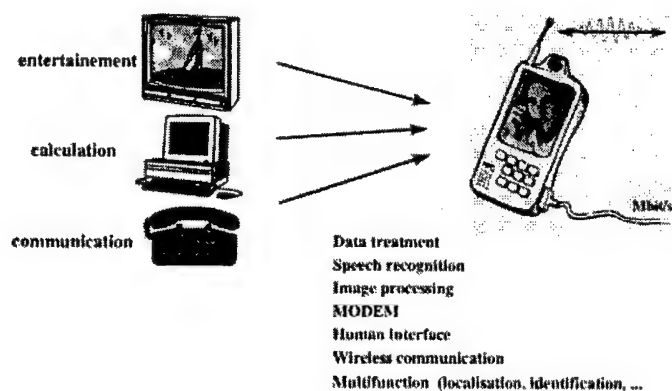 entertainement
calculation
communication
Mbit/s
Data treatment
Speech recognition
Image processing
MODEM
Human Interface
Wireless communication
Multifunction (localisation, identification, ...